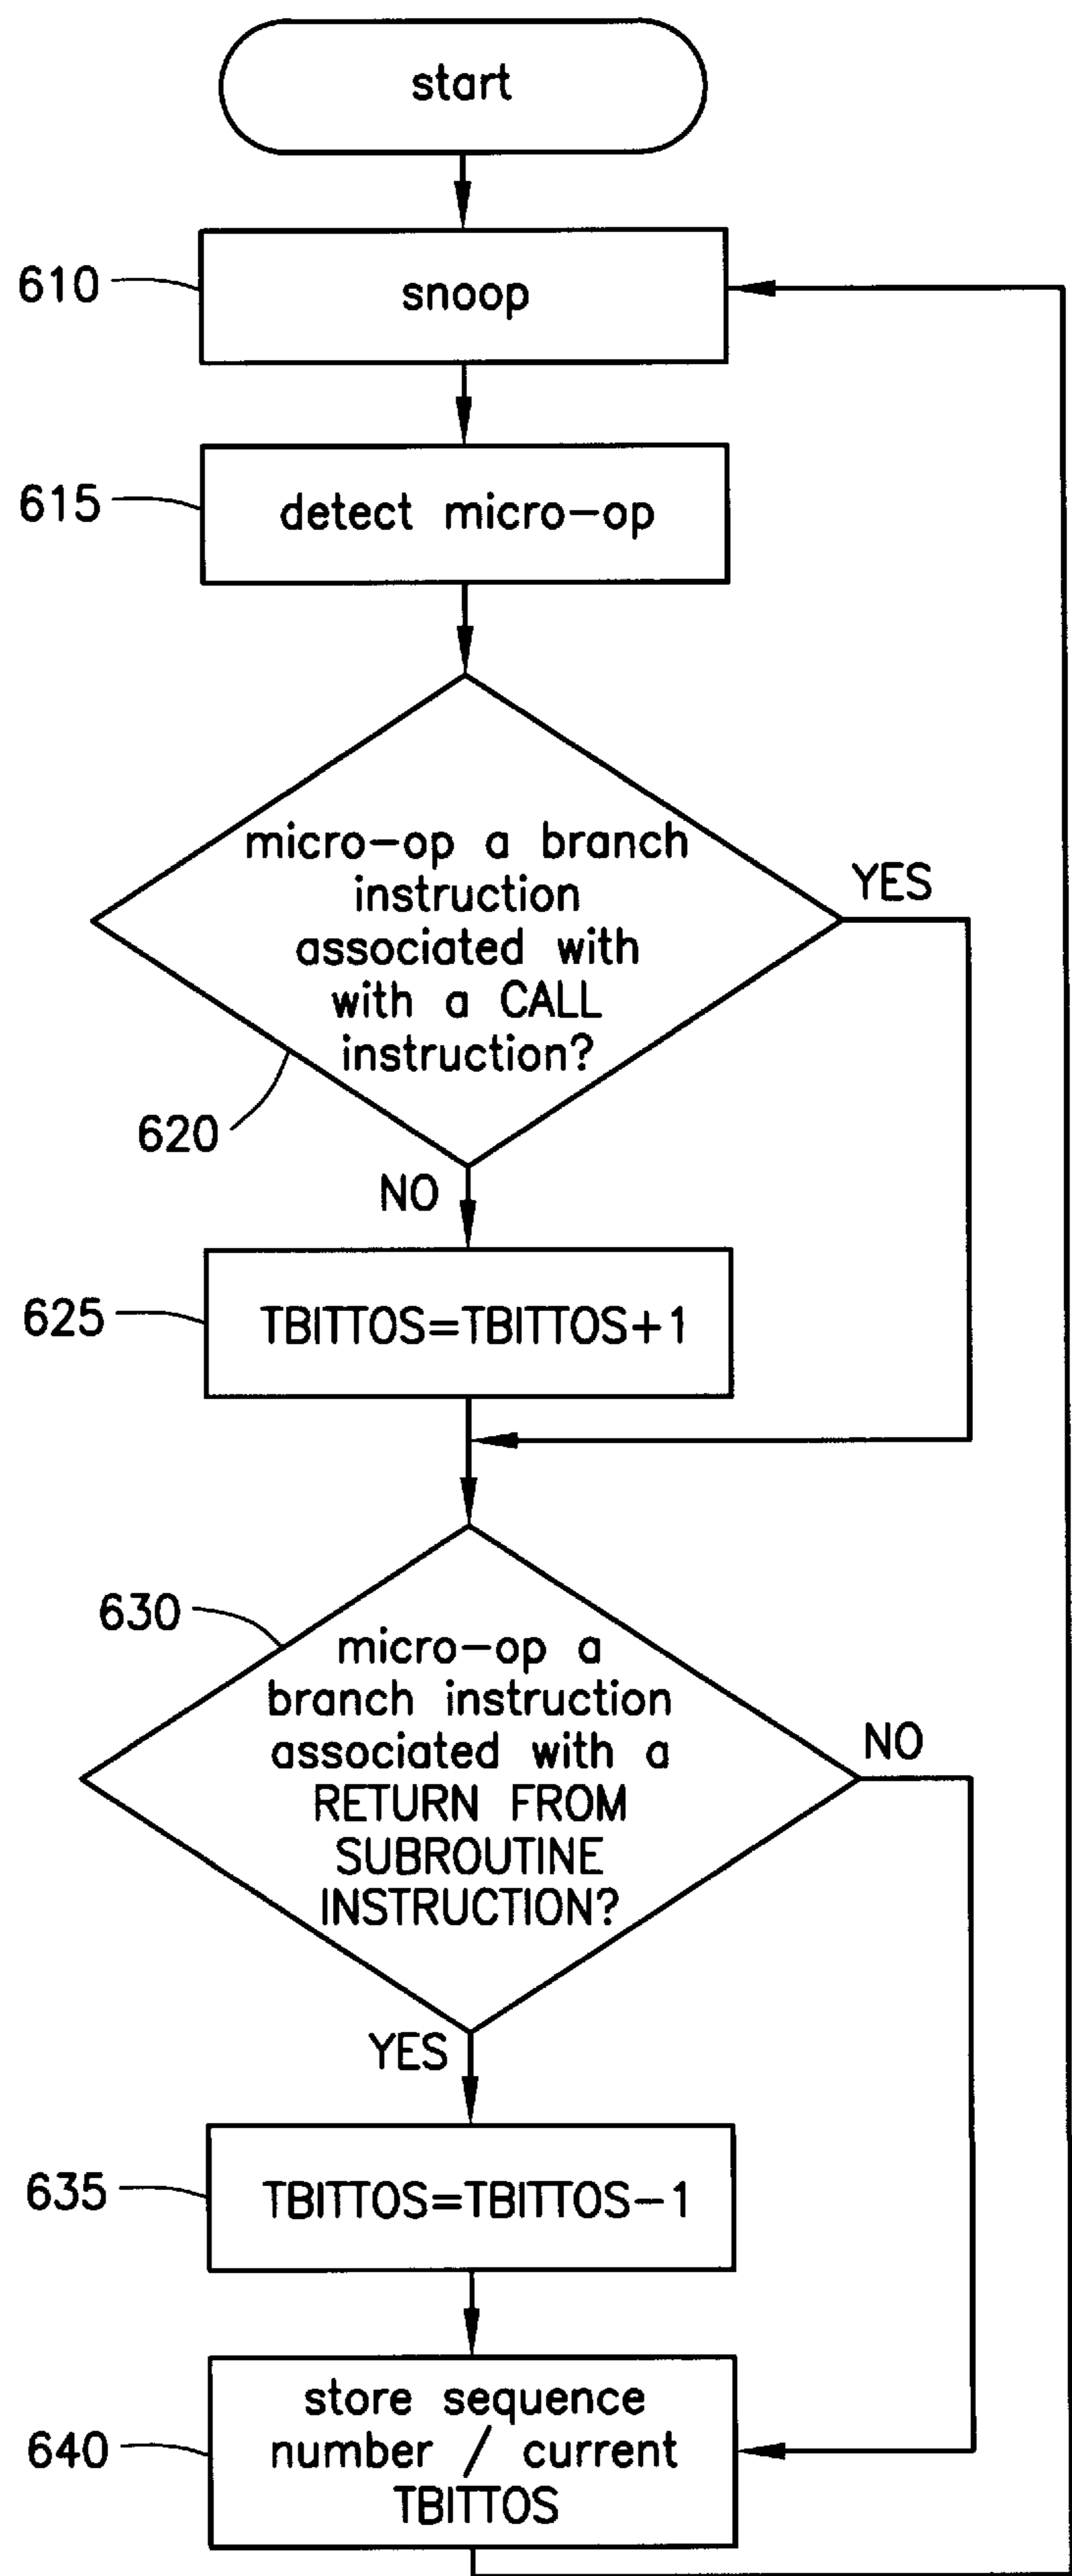 start
610
snoop
615
detect micro-op
micro-op a branch
instruction
associated with
with a CALL
instruction?
YES
620
NO
625
TBITTOS=TBITTOS+1
630
micro-op a
branch instruction
associated with a
RETURN FROM
SUBROUTINE
INSTRUCTION?
NO
YES
635
TBITTOS=TBITTOS-1
640
store sequence
number / current
TBITTOS